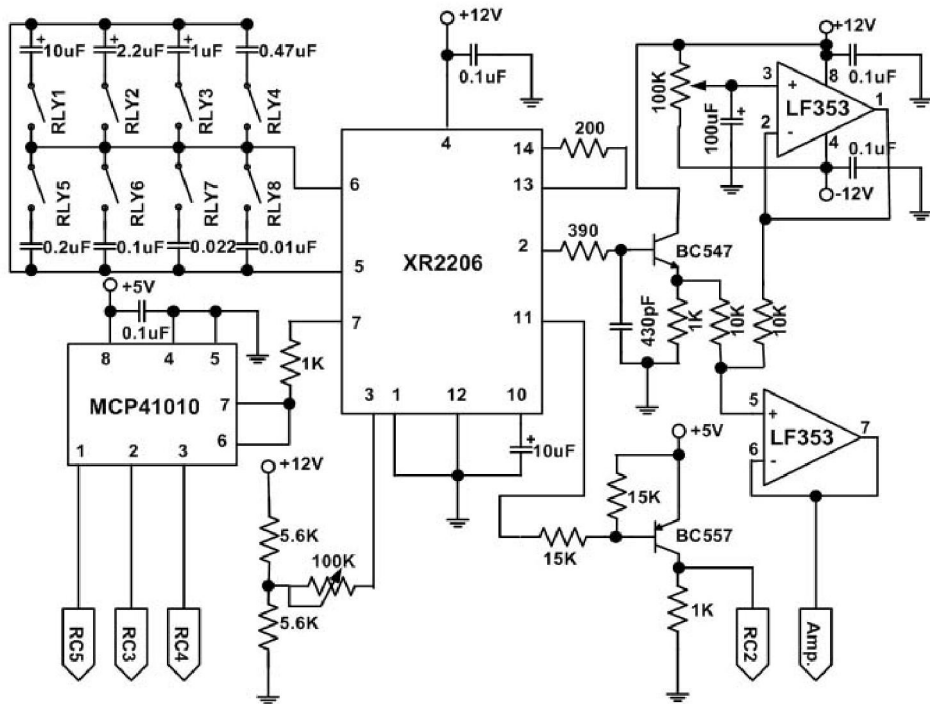 +12V
+12V
10uF
2.2uF
1uF
0.47uF
0.1uF
0.1uF
RLY1
RLY2
RLY3
RLY4
100K
100uF
3
+
8
LF353
1
2
-
4
0.1uF
-12V
4
14
200
13
6
RLY5
RLY6
RLY7
RLY8
0.2uF
0.1uF
0.022
0.01uF
5
XR2206
2
390
BC547
+5V
0.1uF
7
11
430pF
1K
10K
10K
8
4
5
1K
MCP41010
7
6
3
1
12
10
10uF
5
+
LF353
7
6
-
1
2
3
+12V
+5V
5.6K
100K
5.6K
15K
15K
BC557
1K
RC5
RC3
RC4
RC2
Amp.